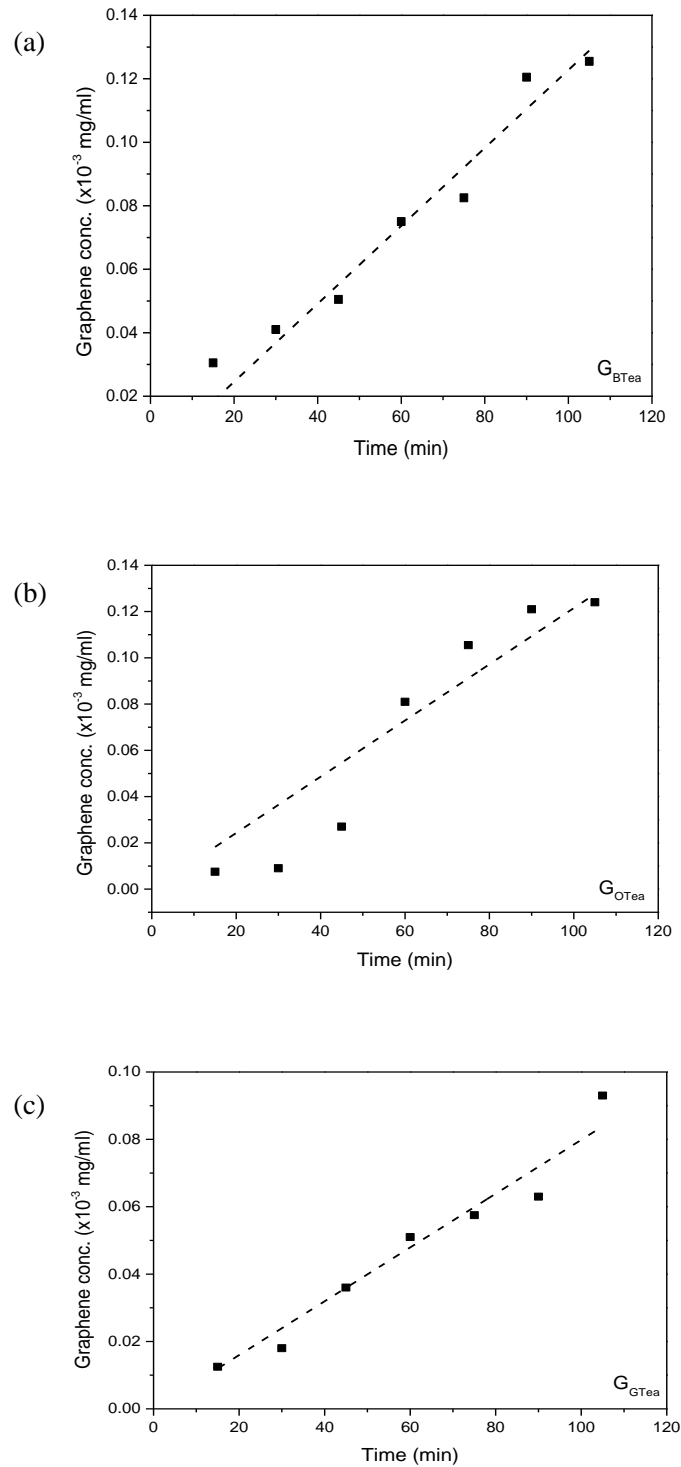 (a)
0.14
0.12
0.10
0.08
0.06
0.04
0.02
Graphene conc. (x10⁻³ mg/ml)
0 20 40 60 80 100 120
Time (min)
G_BTea
(b)
0.14
0.12
0.10
0.08
0.06
0.04
0.02
0.00
Graphene conc. (x10⁻³ mg/ml)
0 20 40 60 80 100 120
Time (min)
G_OTea
(c)
0.10
0.08
0.06
0.04
0.02
0.00
Graphene conc. (x10⁻³ mg/ml)
0 20 40 60 80 100 120
Time (min)
G_GTea